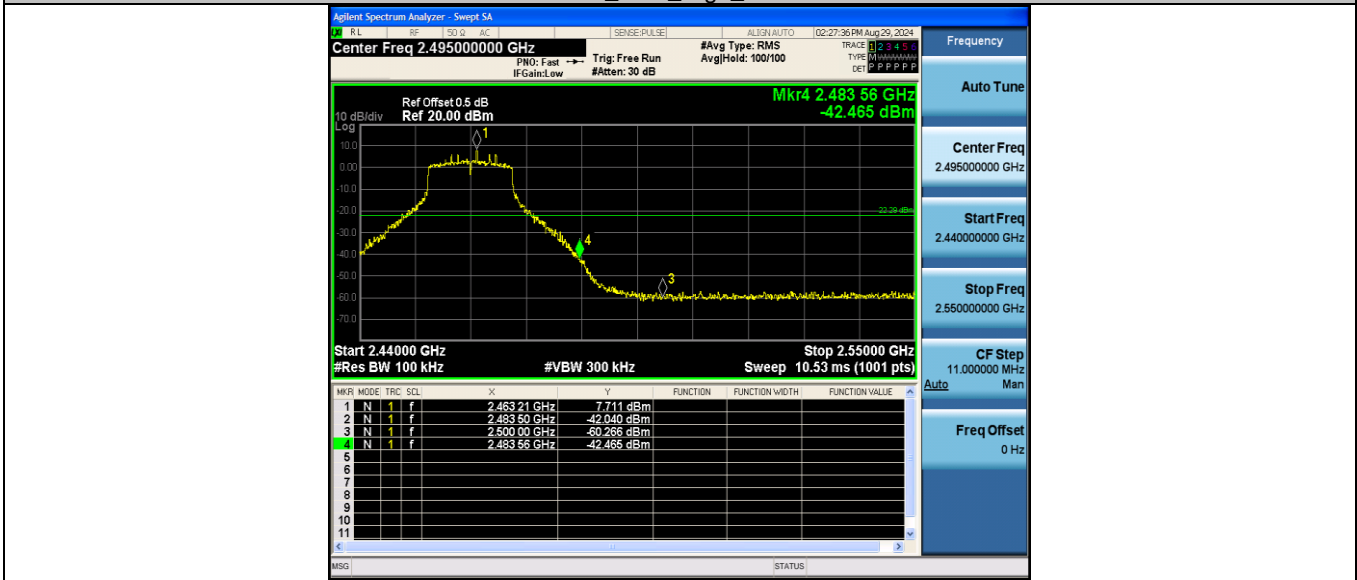 Agilent Spectrum Analyzer - Swept SA
RL RF 50 Ω AC SENSE:PULSE ALIGN AUTO 02:27:36 PM Aug 29, 2024
Center Freq 2.495000000 GHz
PNO: Fast
IFGain:Low
Trig: Free Run
#Atten: 30 dB
#Avg Type: RMS
Avg|Hold: 100/100
TRACE 1 2 3 4 5 6
TYPE M
DET P P P P P P
Ref Offset 0.5 dB
10 dB/div Ref 20.00 dBm
Log
Mkr4 2.483 56 GHz
-42.465 dBm
10.0
0.00
-10.0
-20.0
-30.0
-40.0
-50.0
-60.0
-70.0
1
4
3
Start 2.44000 GHz Stop 2.55000 GHz
#Res BW 100 kHz #VBW 300 kHz Sweep 10.53 ms (1001 pts)
MKR MODE TRC SCL X Y FUNCTION FUNCTION WIDTH FUNCTION VALUE
1 N 1 f 2.463 21 GHz 7.711 dBm
2 N 1 f 2.483 50 GHz -42.040 dBm
3 N 1 f 2.500 00 GHz -60.266 dBm
4 N 1 f 2.483 56 GHz -42.465 dBm
5
6
7
8
9
10
11
MSG STATUS
Frequency
Auto Tune
Center Freq
2.495000000 GHz
Start Freq
2.440000000 GHz
Stop Freq
2.550000000 GHz
CF Step
11.000000 MHz
Auto Man
Freq Offset
0 Hz